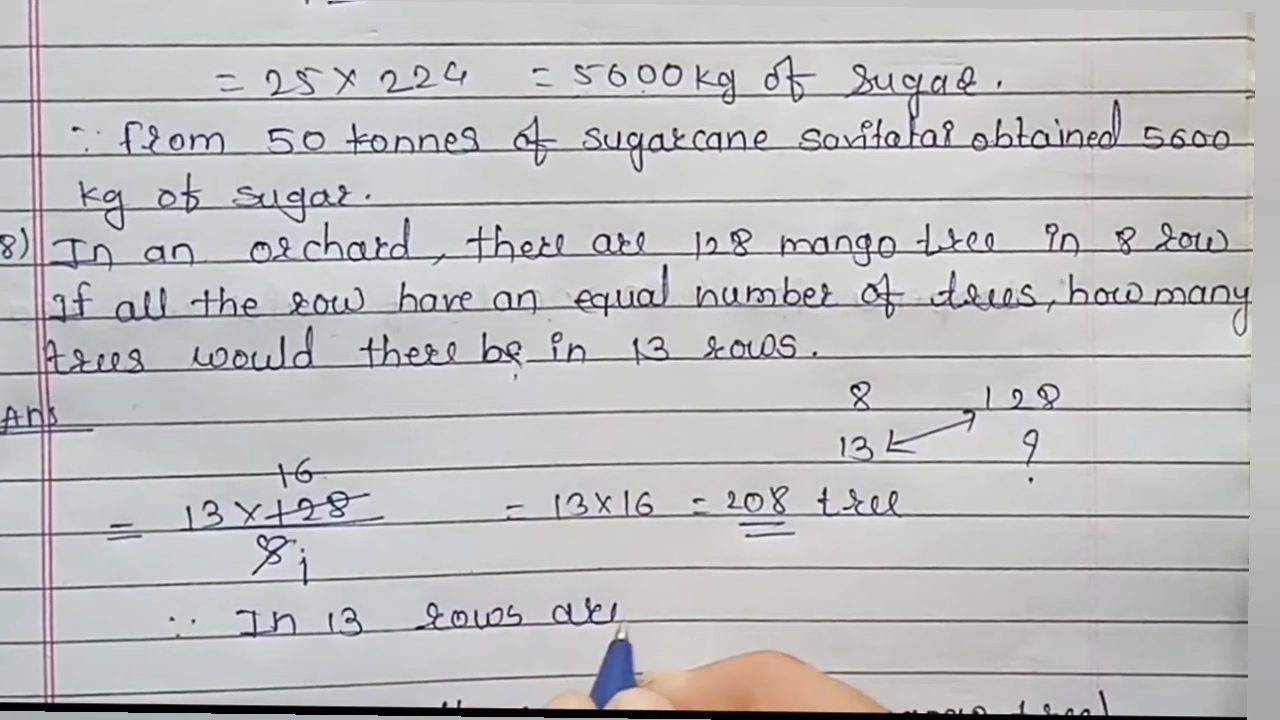 = 25 × 224 = 5600 kg of sugar.
∵ from 50 tonnes of sugarcane savitatai obtained 5600
kg of sugar.
8) In an orchard, there are 128 mango tree in 8 row
If all the row have an equal number of trees, how many
trees would there be in 13 rows.
Ans
8 128
13 ?
16
= 13 × 128 = 13 × 16 = 208 tree
8 1
∵ In 13 rows are